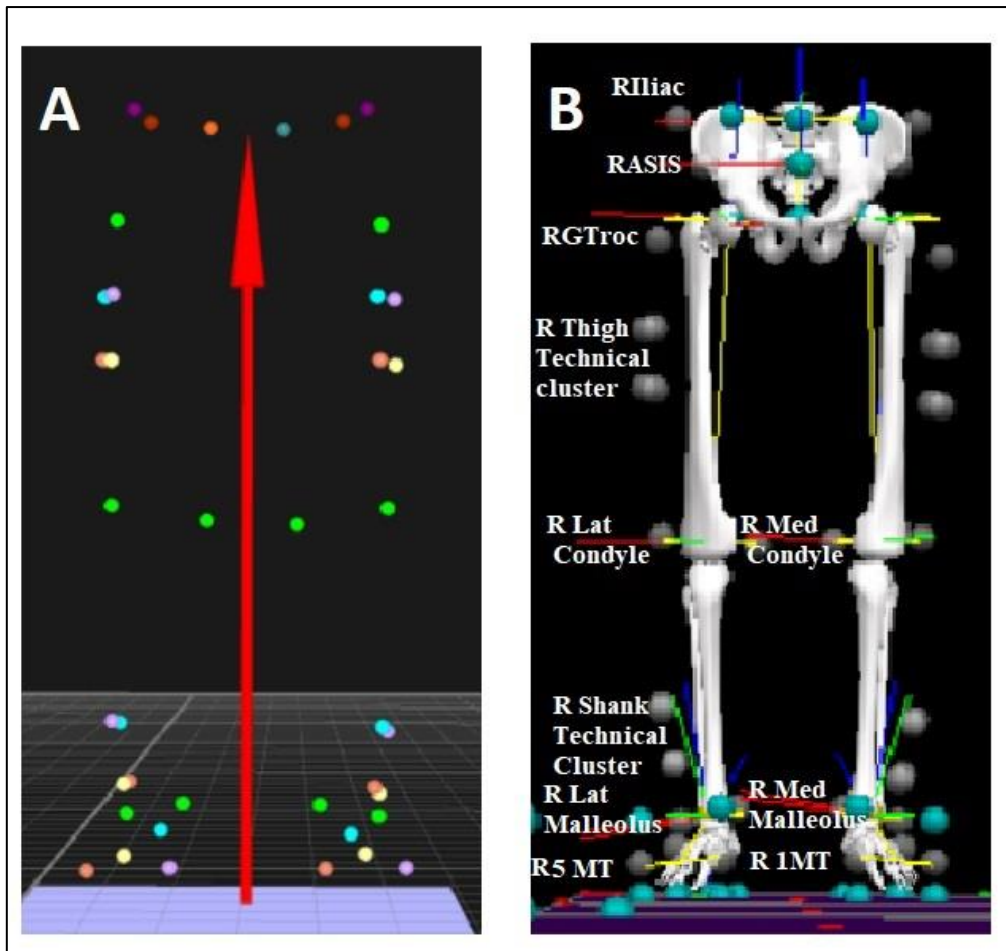 A
B
RIliac
RASIS
RGTroc
R Thigh
Technical
cluster
R Lat
Condyle
R Med
Condyle
R Shank
Technical
Cluster
R Lat
Malleolus
R Med
Malleolus
R5 MT
R 1MT